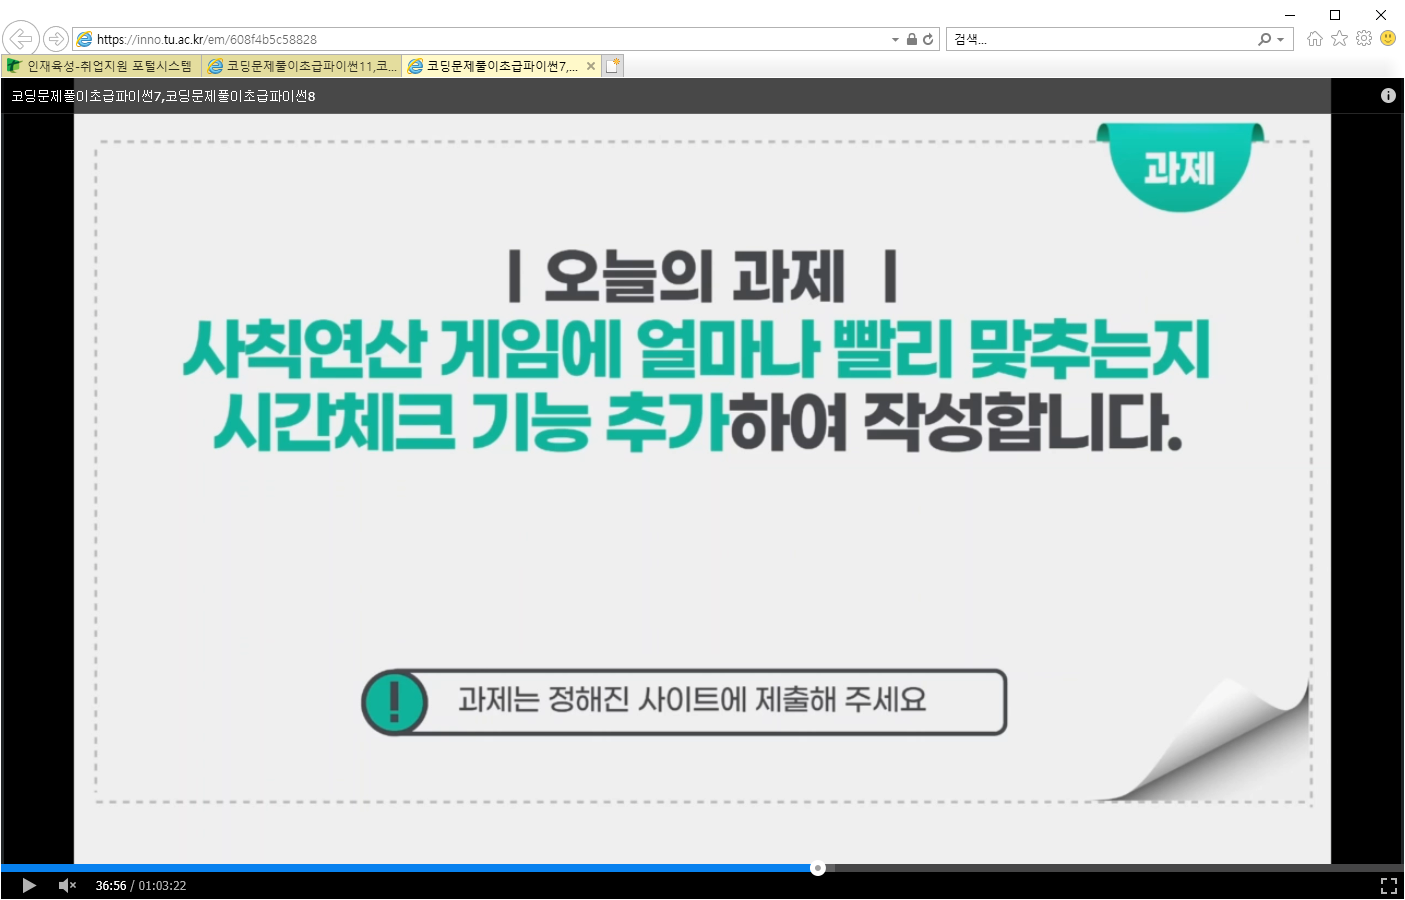 https://inno.tu.ac.kr/em/608f4b5c58828
검색...
인재육성-취업지원 포털시스템
코딩문제풀이초급파이썬11,코...
코딩문제풀이초급파이썬7,...
코딩문제풀이초급파이썬7,코딩문제풀이초급파이썬8
과제
| 오늘의 과제 |
사칙연산 게임에 얼마나 빨리 맞추는지
시간체크 기능 추가하여 작성합니다.
! 과제는 정해진 사이트에 제출해 주세요
36:56 / 01:03:22